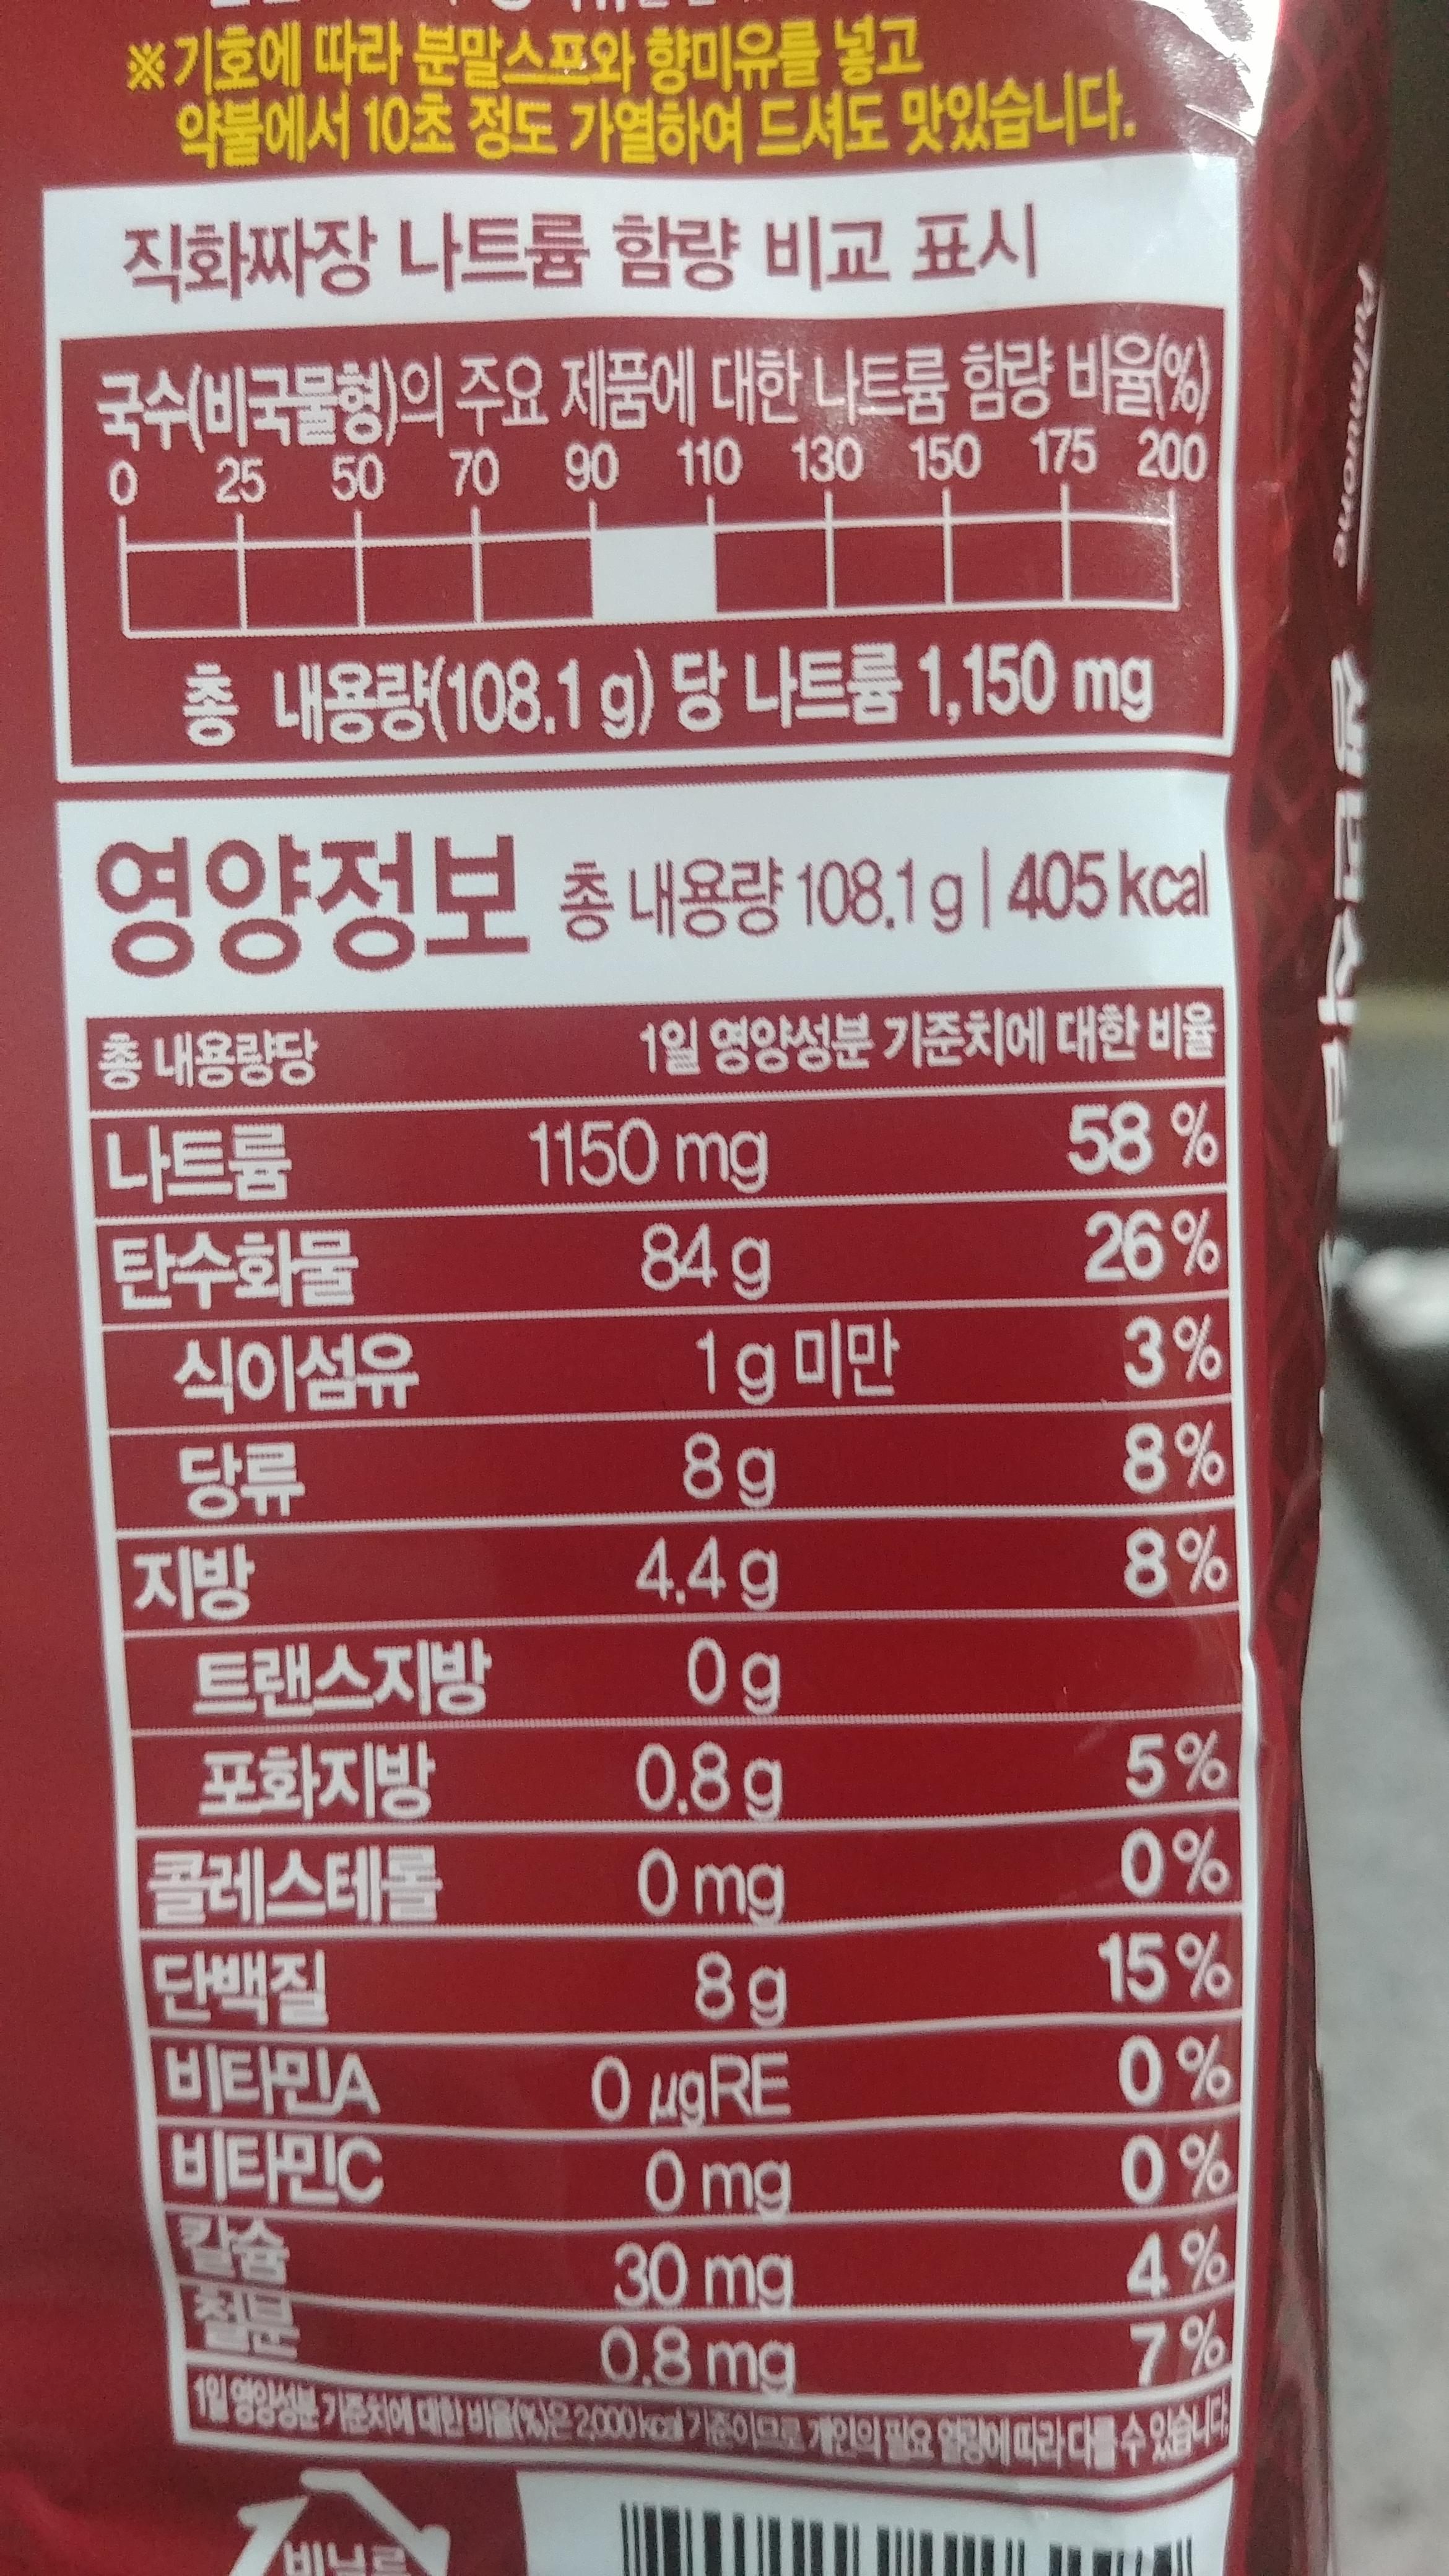 ※기호에 따라 분말스프와 향미유를 넣고
약불에서 10초 정도 가열하여 드셔도 맛있습니다.
직화짜장 나트륨 함량 비교 표시
국수(비국물형)의 주요 제품에 대한 나트륨 함량 비율(%)
0 25 50 70 90 110 130 150 175 200
총 내용량(108.1 g) 당 나트륨 1,150 mg
영양정보 총 내용량 108.1 g | 405 kcal
총 내용량당 1일 영양성분 기준치에 대한 비율
나트륨 1150 mg 58 %
탄수화물 84 g 26 %
식이섬유 1 g 미만 3 %
당류 8 g 8 %
지방 4.4 g 8 %
트랜스지방 0 g
포화지방 0.8 g 5 %
콜레스테롤 0 mg 0 %
단백질 8 g 15 %
비타민A 0 µgRE 0 %
비타민C 0 mg 0 %
칼슘 30 mg 4 %
철분 0.8 mg 7 %
1일 영양성분 기준치에 대한 비율(%)은 2,000 kcal 기준이므로 개인의 필요 열량에 따라 다를 수 있습니다.
비닐류
Pulmuone